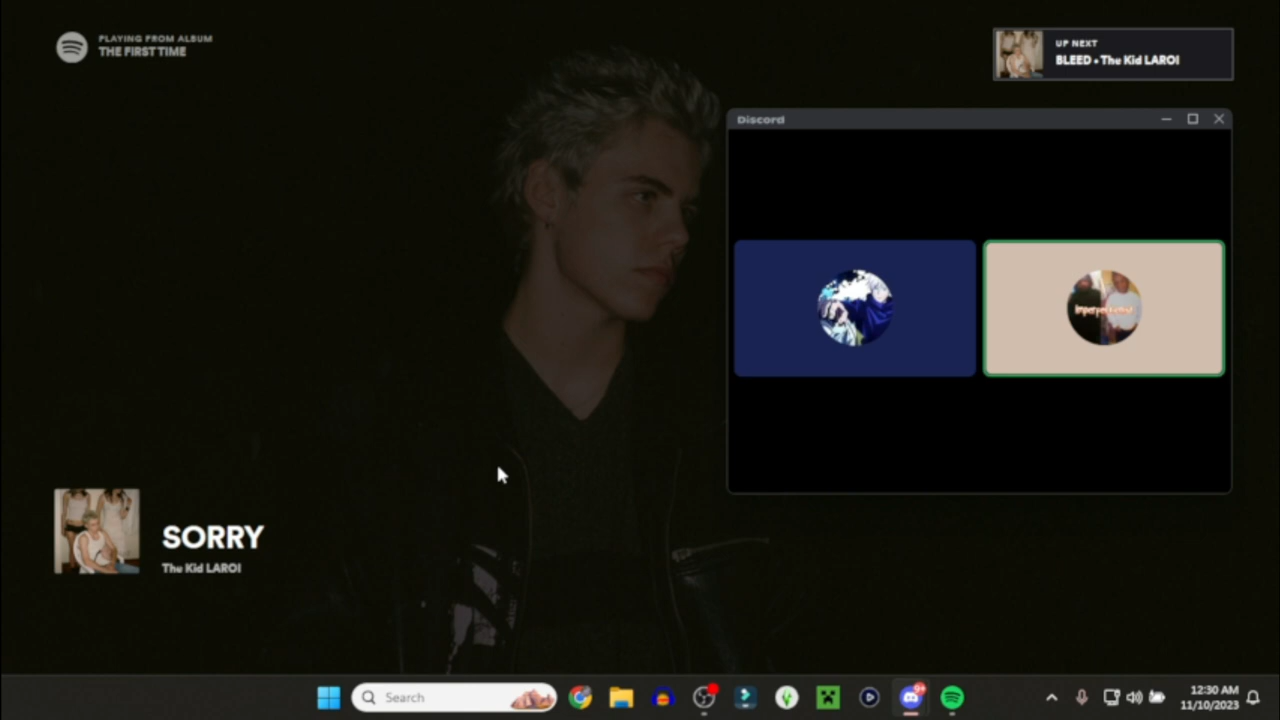 PLAYING FROM ALBUM
THE FIRST TIME
UP NEXT
BLEED • The Kid LAROI
Discord
SORRY
The Kid LAROI
Search
9+
12:30 AM
11/10/2023